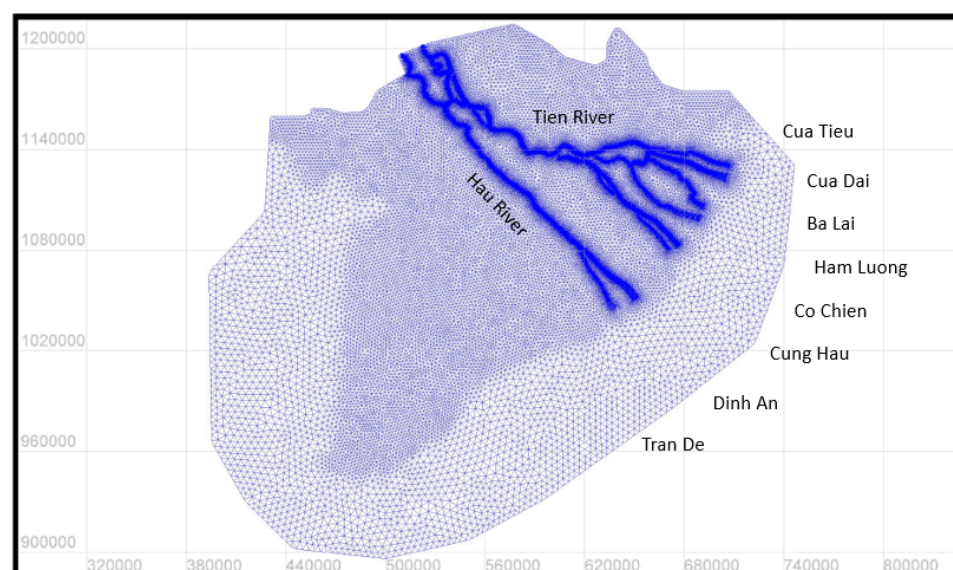 1200000
Tien River
Cua Tieu
1140000
Cua Dai
Hau River
Ba Lai
1080000
Ham Luong
Co Chien
1020000
Cung Hau
Dinh An
Tran De
960000
900000
320000 380000 440000 500000 560000 620000 680000 740000 800000